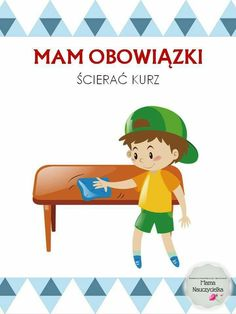 MAM OBOWIĄZKI
ŚCIERAĆ KURZ
Mama
Nauczycielka